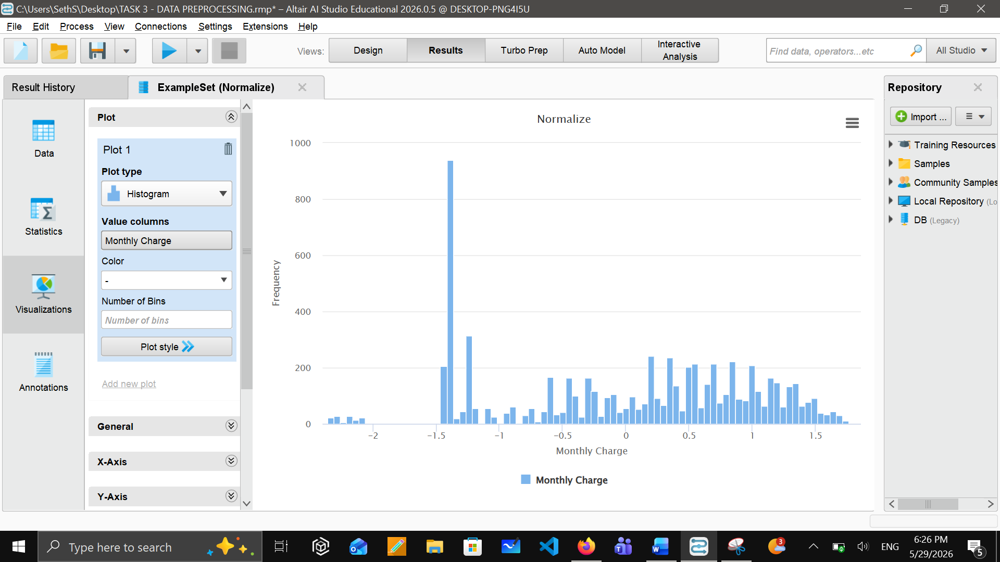 C:\Users\SethS\Desktop\TASK 3 - DATA PREPROCESSING.rmp* – Altair AI Studio Educational 2026.0.5 @ DESKTOP-PNG4I5U
File Edit Process View Connections Settings Extensions Help
Views: Design Results Turbo Prep Auto Model Interactive Analysis
Find data, operators...etc
All Studio
Result History
ExampleSet (Normalize)
Data
Statistics
Visualizations
Annotations
Plot
Plot 1
Plot type
Histogram
Value columns
Monthly Charge
Color
-
Number of Bins
Number of bins
Plot style
Add new plot
General
X-Axis
Y-Axis
Normalize
1000
800
600
400
200
0
Frequency
-2 -1.5 -1 -0.5 0 0.5 1 1.5
Monthly Charge
Monthly Charge
Repository
Import ...
Training Resources
Samples
Community Samples
Local Repository (Lo
DB (Legacy)
Type here to search
3
ENG
6:26 PM
5/29/2026
5